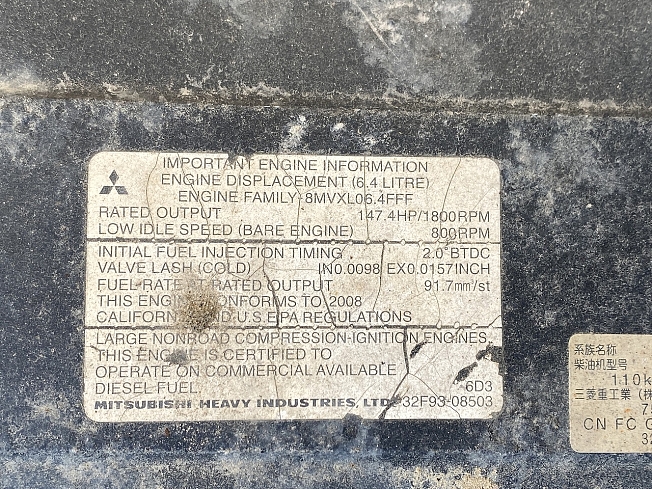 IMPORTANT ENGINE INFORMATION
ENGINE DISPLACEMENT (6.4 LITRE)
ENGINE FAMILY 8MVXL06.4FFF
RATED OUTPUT 147.4HP/1800RPM
LOW IDLE SPEED (BARE ENGINE) 800RPM
INITIAL FUEL INJECTION TIMING 2.0°BTDC
VALVE LASH (COLD) IN0.0098 EX0.0157INCH
FUEL RATE AT RATED OUTPUT 91.7mm³/st
THIS ENGINE CONFORMS TO 2008
CALIFORNIA AND U.S.EPA REGULATIONS
LARGE NONROAD COMPRESSION-IGNITION ENGINES,
THIS ENGINE IS CERTIFIED TO
OPERATE ON COMMERCIAL AVAILABLE
DIESEL FUEL 6D3
MITSUBISHI HEAVY INDUSTRIES, LTD. 32F93-08503
系族名称
柴油机型号
110k
三菱重工業（株
CN FC G
32